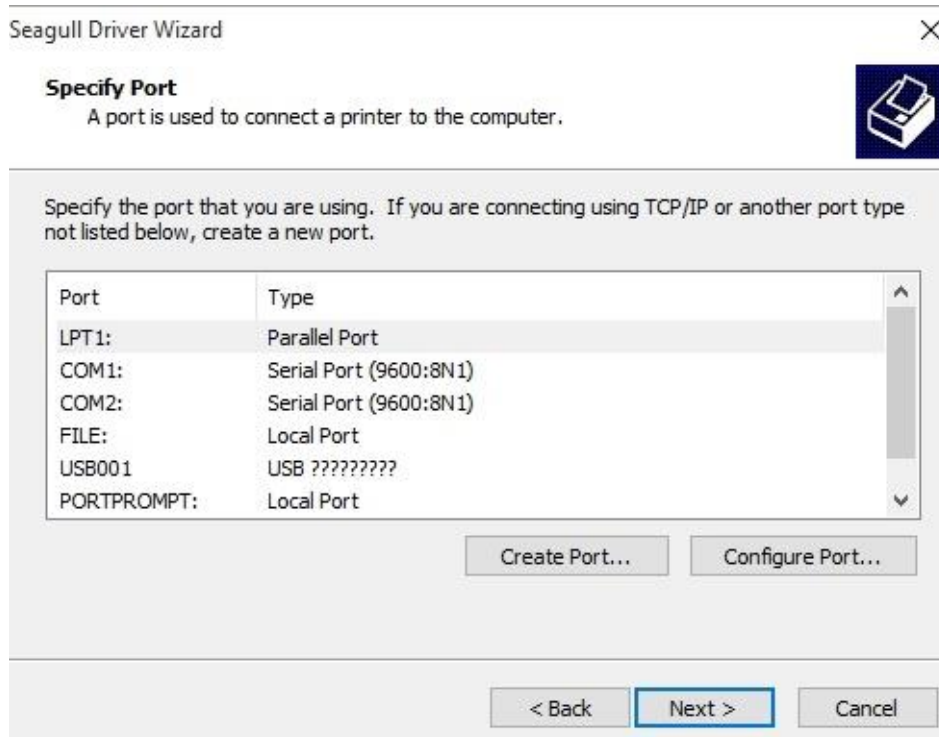 Seagull Driver Wizard
Specify Port
A port is used to connect a printer to the computer.
Specify the port that you are using. If you are connecting using TCP/IP or another port type
not listed below, create a new port.
Port Type
LPT1: Parallel Port
COM1: Serial Port (9600:8N1)
COM2: Serial Port (9600:8N1)
FILE: Local Port
USB001 USB ?????????
PORTPROMPT: Local Port
Create Port... Configure Port...
< Back Next > Cancel